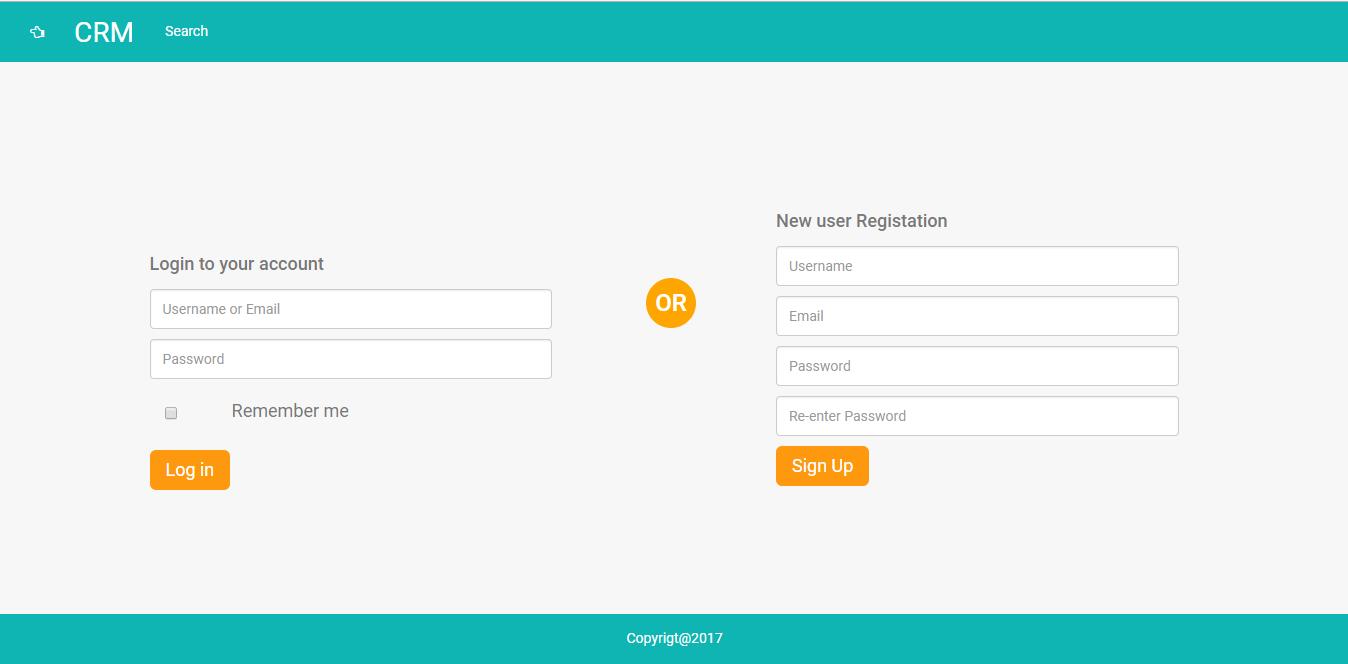 CRM Search
Login to your account
Username or Email
Password
Remember me
Log in
OR
New user Registation
Username
Email
Password
Re-enter Password
Sign Up
Copyrigt@2017